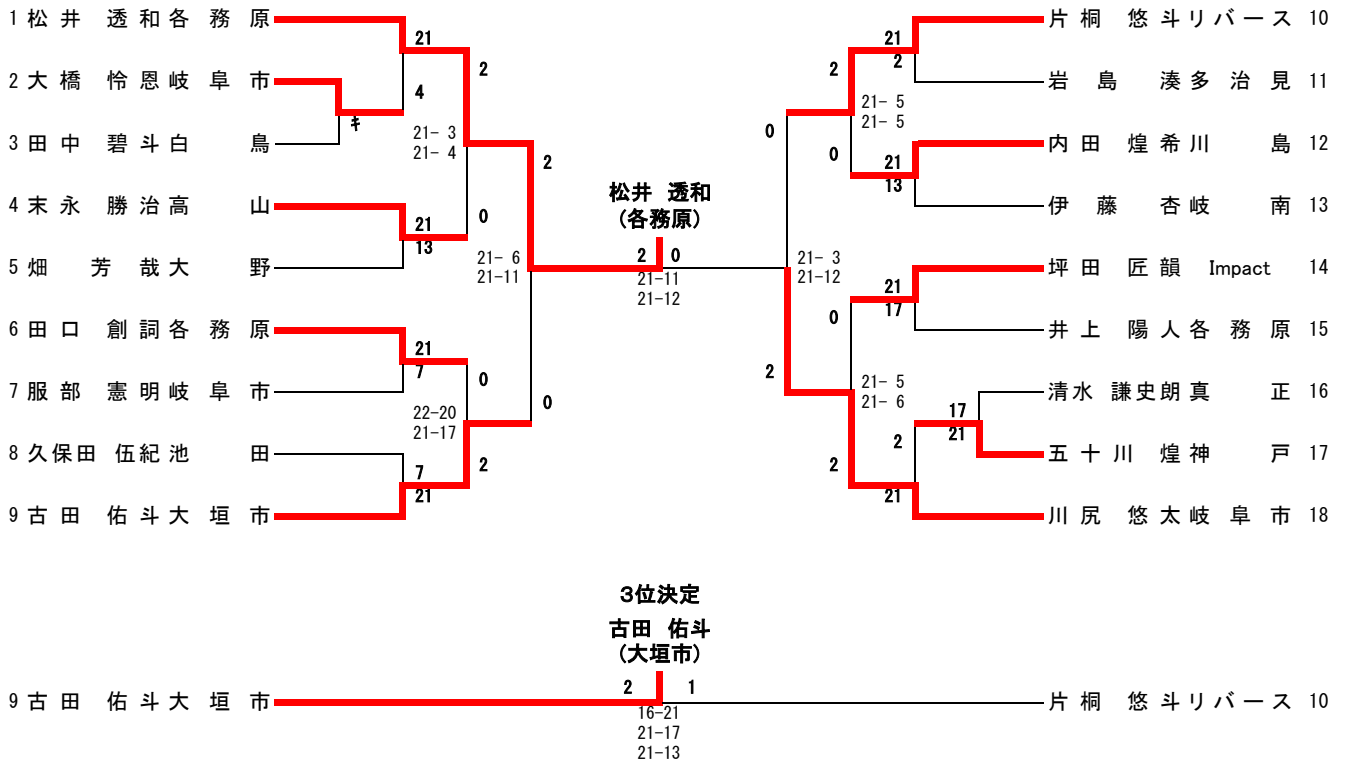 1 松井 透和 各務原
21
2
4
2 大橋 怜恩 岐阜市
キ
3 田中 碧斗 白鳥
21- 3
21- 4
2
4 末永 勝治 高山
21
13
0
5 畑 芳哉 大野
21- 6
21-11
6 田口 創詞 各務原
21
7
0
7 服部 憲明 岐阜市
22-20
21-17
0
8 久保田 伍紀 池田
7
21
2
9 古田 佑斗 大垣市
松井 透和
(各務原)
2 0
21-11
21-12
片桐 悠斗 リバース 10
21
2
2
岩島 湊 多治見 11
21- 5
21- 5
0
0
内田 煌希 川島 12
21
13
伊藤 杏 岐南 13
21- 3
21-12
坪田 匠韻 Impact 14
21
17
0
井上 陽人 各務原 15
2
21- 5
21- 6
清水 謙史朗 真正 16
17
21
2
五十川 煌 神戸 17
2
21
川尻 悠太 岐阜市 18
3位決定
古田 佑斗
(大垣市)
9 古田 佑斗 大垣市
2 1
16-21
21-17
21-13
片桐 悠斗 リバース 10